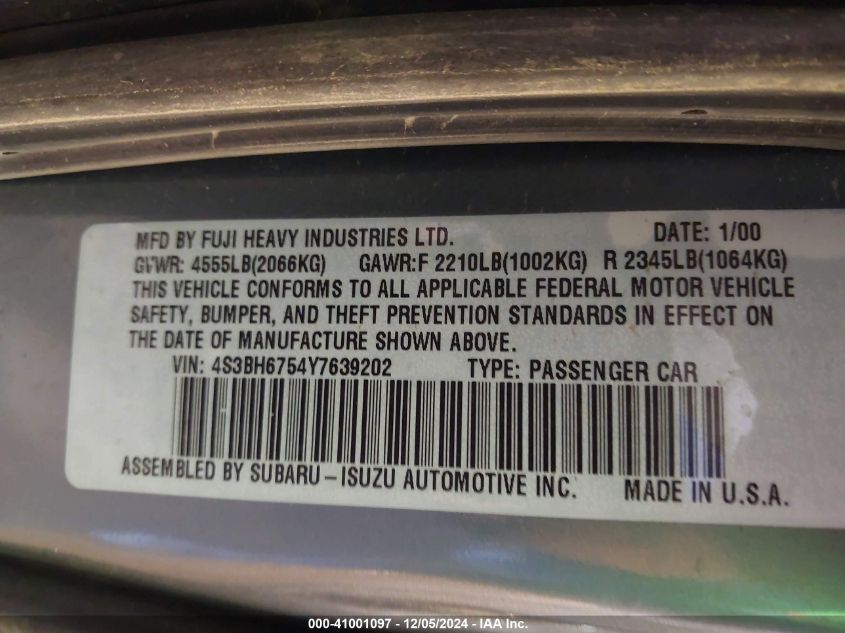 MFD BY FUJI HEAVY INDUSTRIES LTD. DATE: 1/00
GVWR: 4555LB(2066KG) GAWR:F 2210LB(1002KG) R 2345LB(1064KG)
THIS VEHICLE CONFORMS TO ALL APPLICABLE FEDERAL MOTOR VEHICLE
SAFETY, BUMPER, AND THEFT PREVENTION STANDARDS IN EFFECT ON
THE DATE OF MANUFACTURE SHOWN ABOVE.
VIN: 4S3BH6754Y7639202 TYPE: PASSENGER CAR
ASSEMBLED BY SUBARU-ISUZU AUTOMOTIVE INC. MADE IN U.S.A.
000-41001097 - 12/05/2024 - IAA Inc.